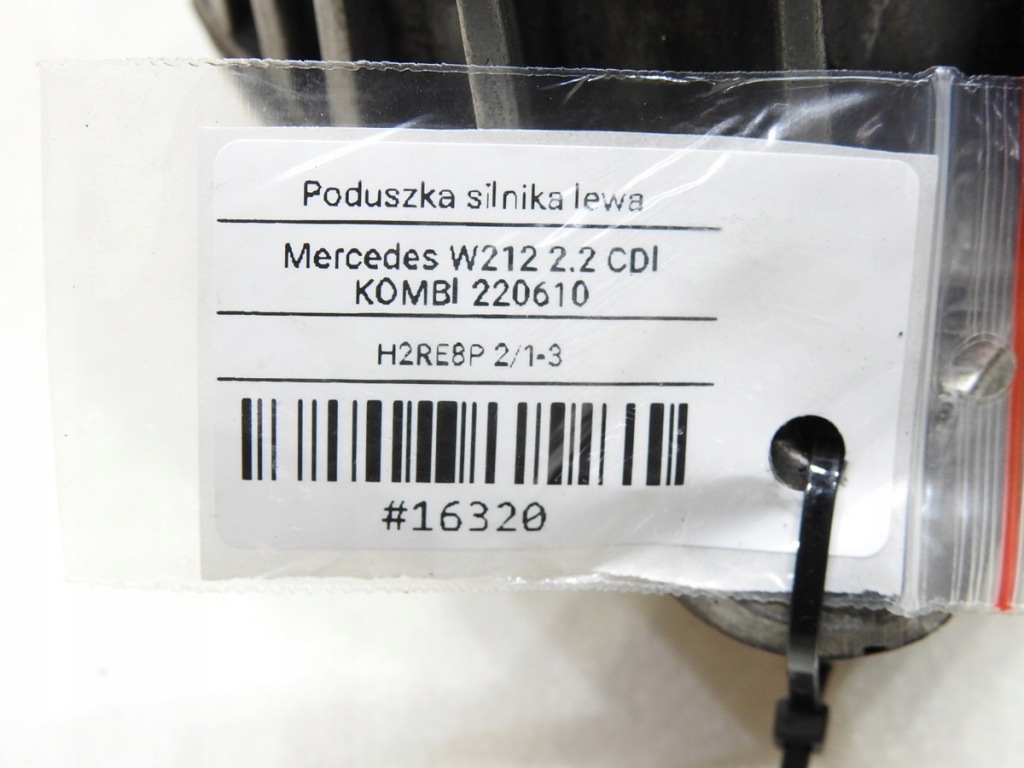 Poduszka silnika lewa
Mercedes W212 2.2 CDI
KOMBI 220610
H2RE8P 2/1-3
#16320